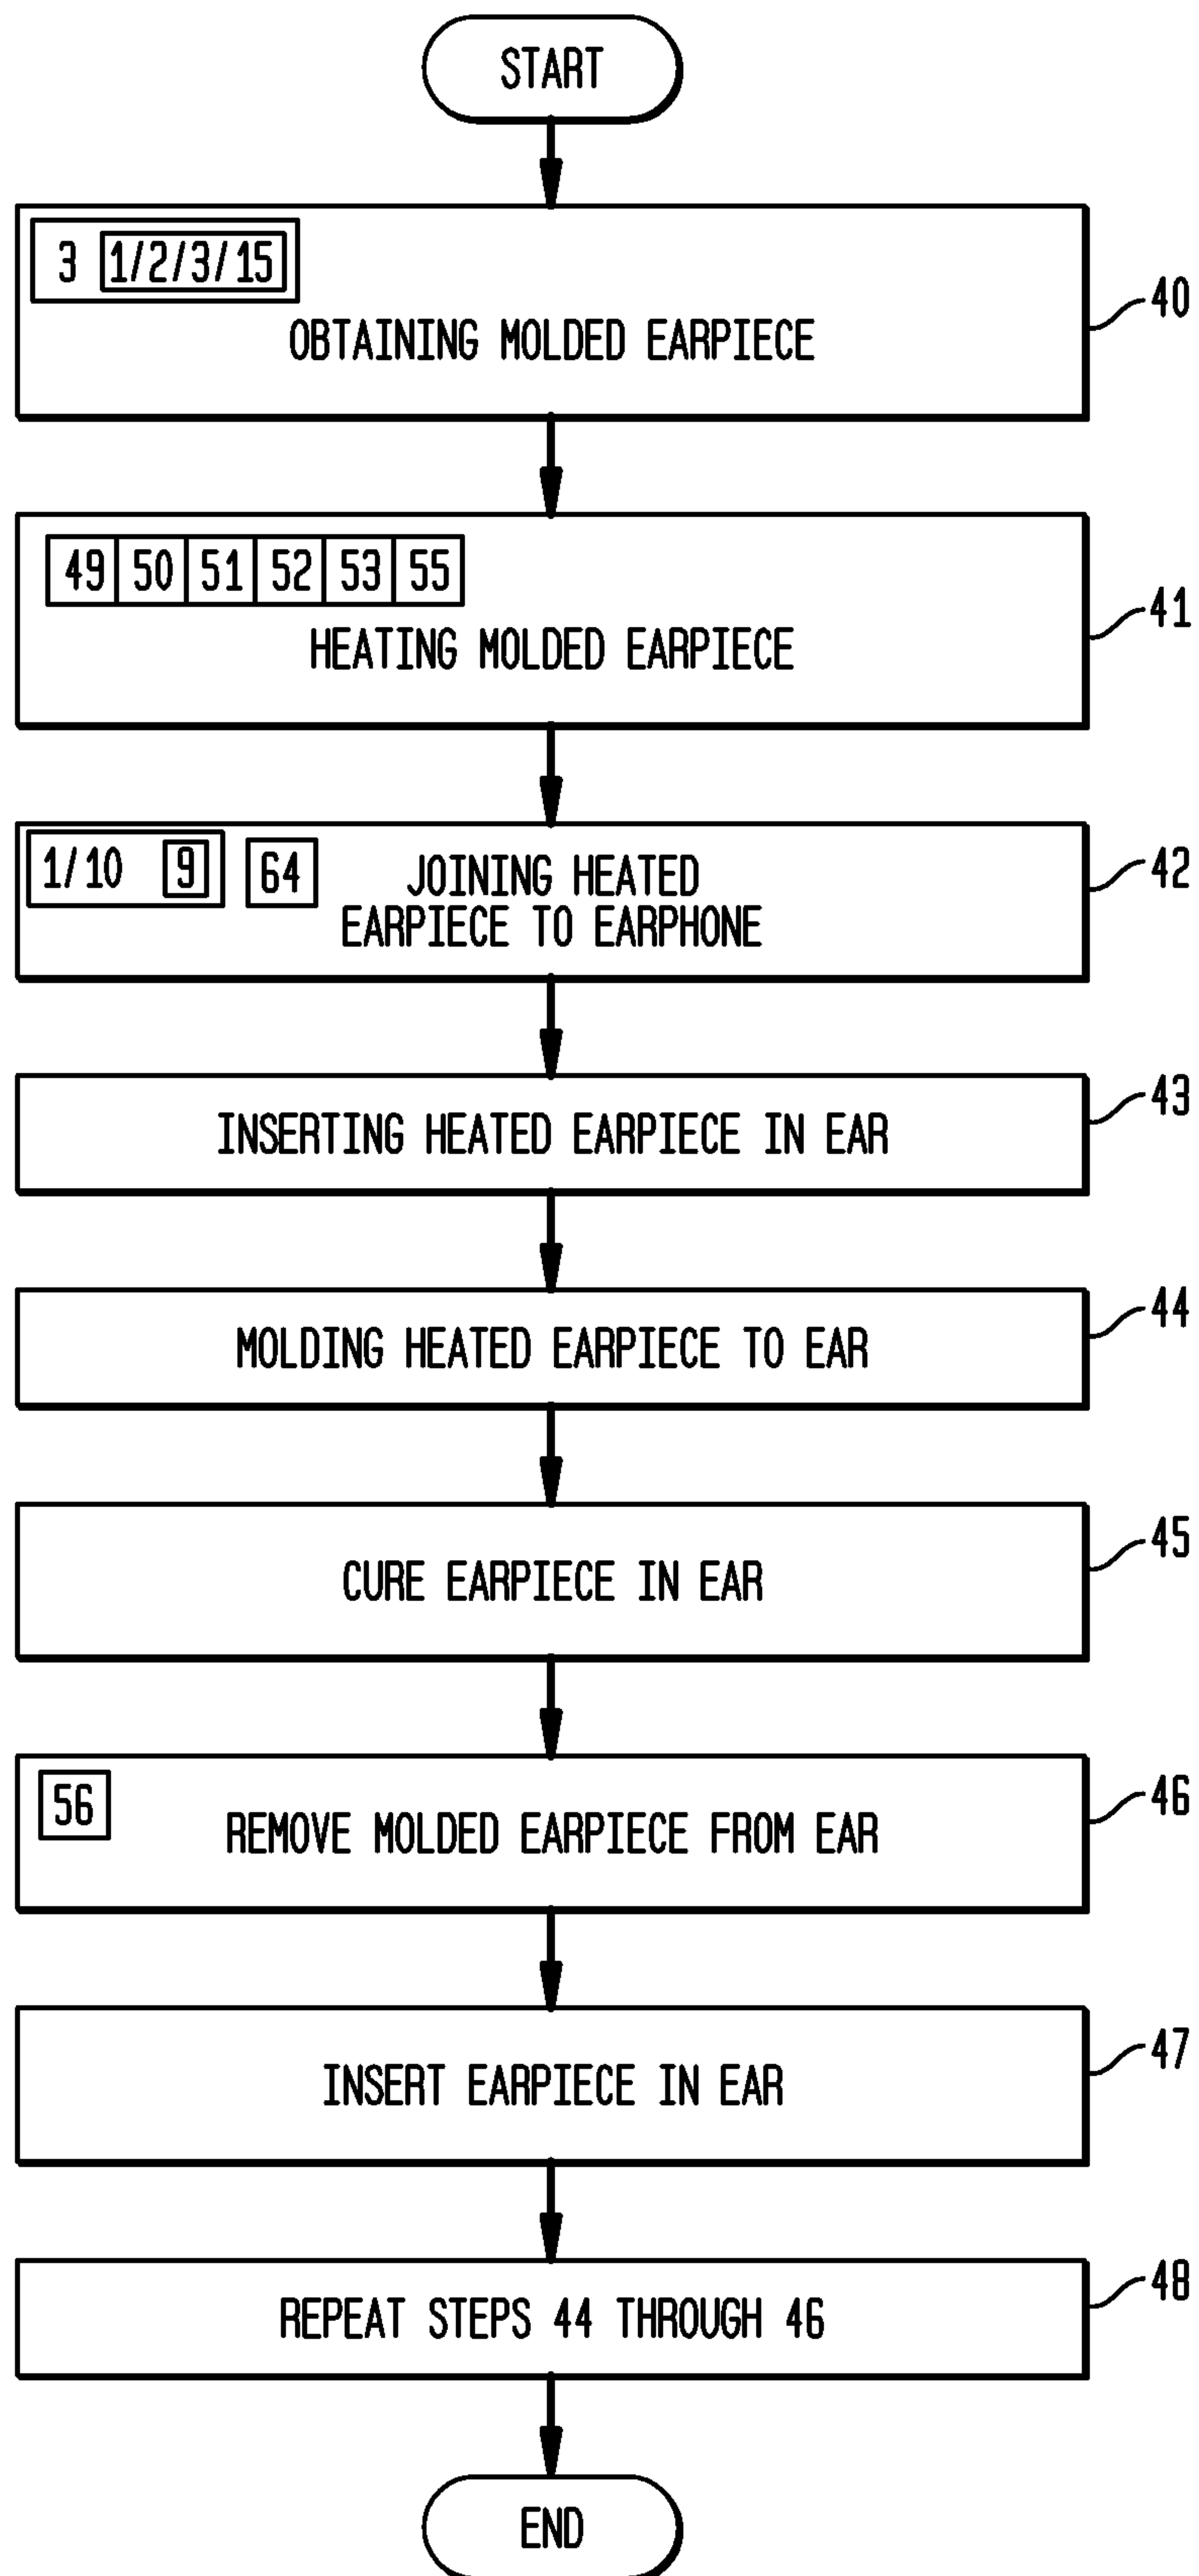 START
3 1/2/3/15
OBTAINING MOLDED EARPIECE
40
49 50 51 52 53 55
HEATING MOLDED EARPIECE
41
1/10 9 64 JOINING HEATED
EARPIECE TO EARPHONE
42
INSERTING HEATED EARPIECE IN EAR
43
MOLDING HEATED EARPIECE TO EAR
44
CURE EARPIECE IN EAR
45
56
REMOVE MOLDED EARPIECE FROM EAR
46
INSERT EARPIECE IN EAR
47
REPEAT STEPS 44 THROUGH 46
48
END